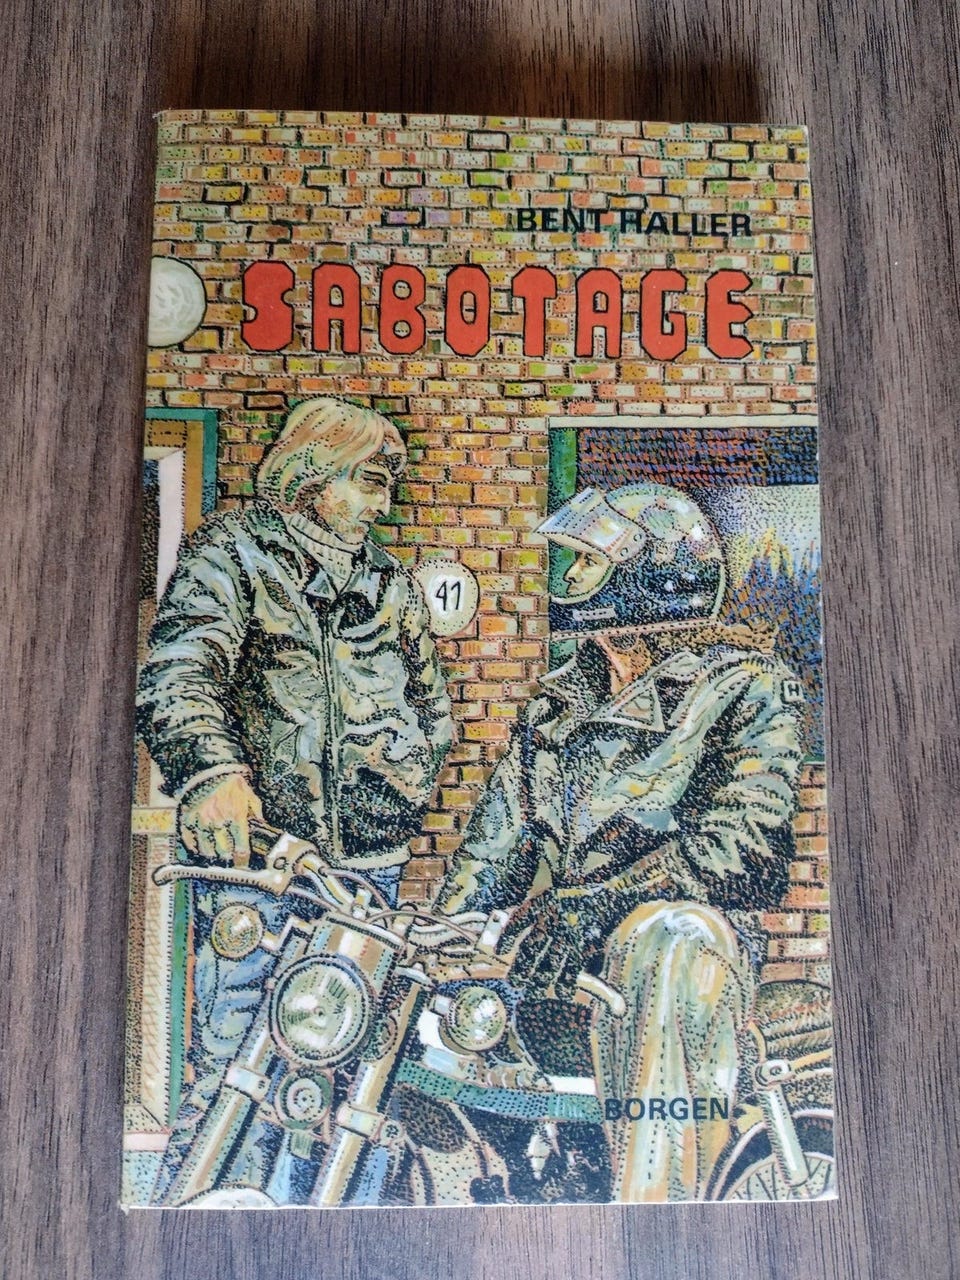 BENT HALLER
SABOTAGE
41
H
BORGEN